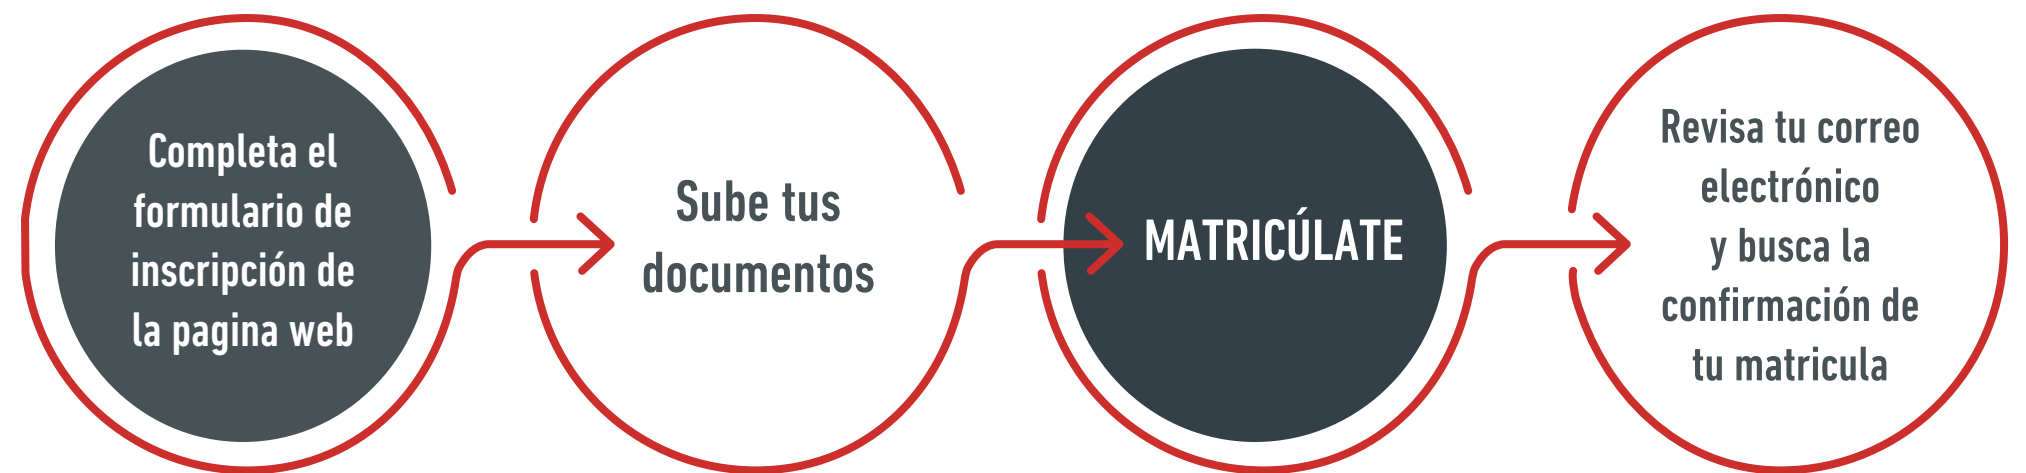 Completa el
formulario de
inscripción de
la pagina web
Sube tus
documentos
MATRICÚLATE
Revisa tu correo
electrónico
y busca la
confirmación de
tu matricula